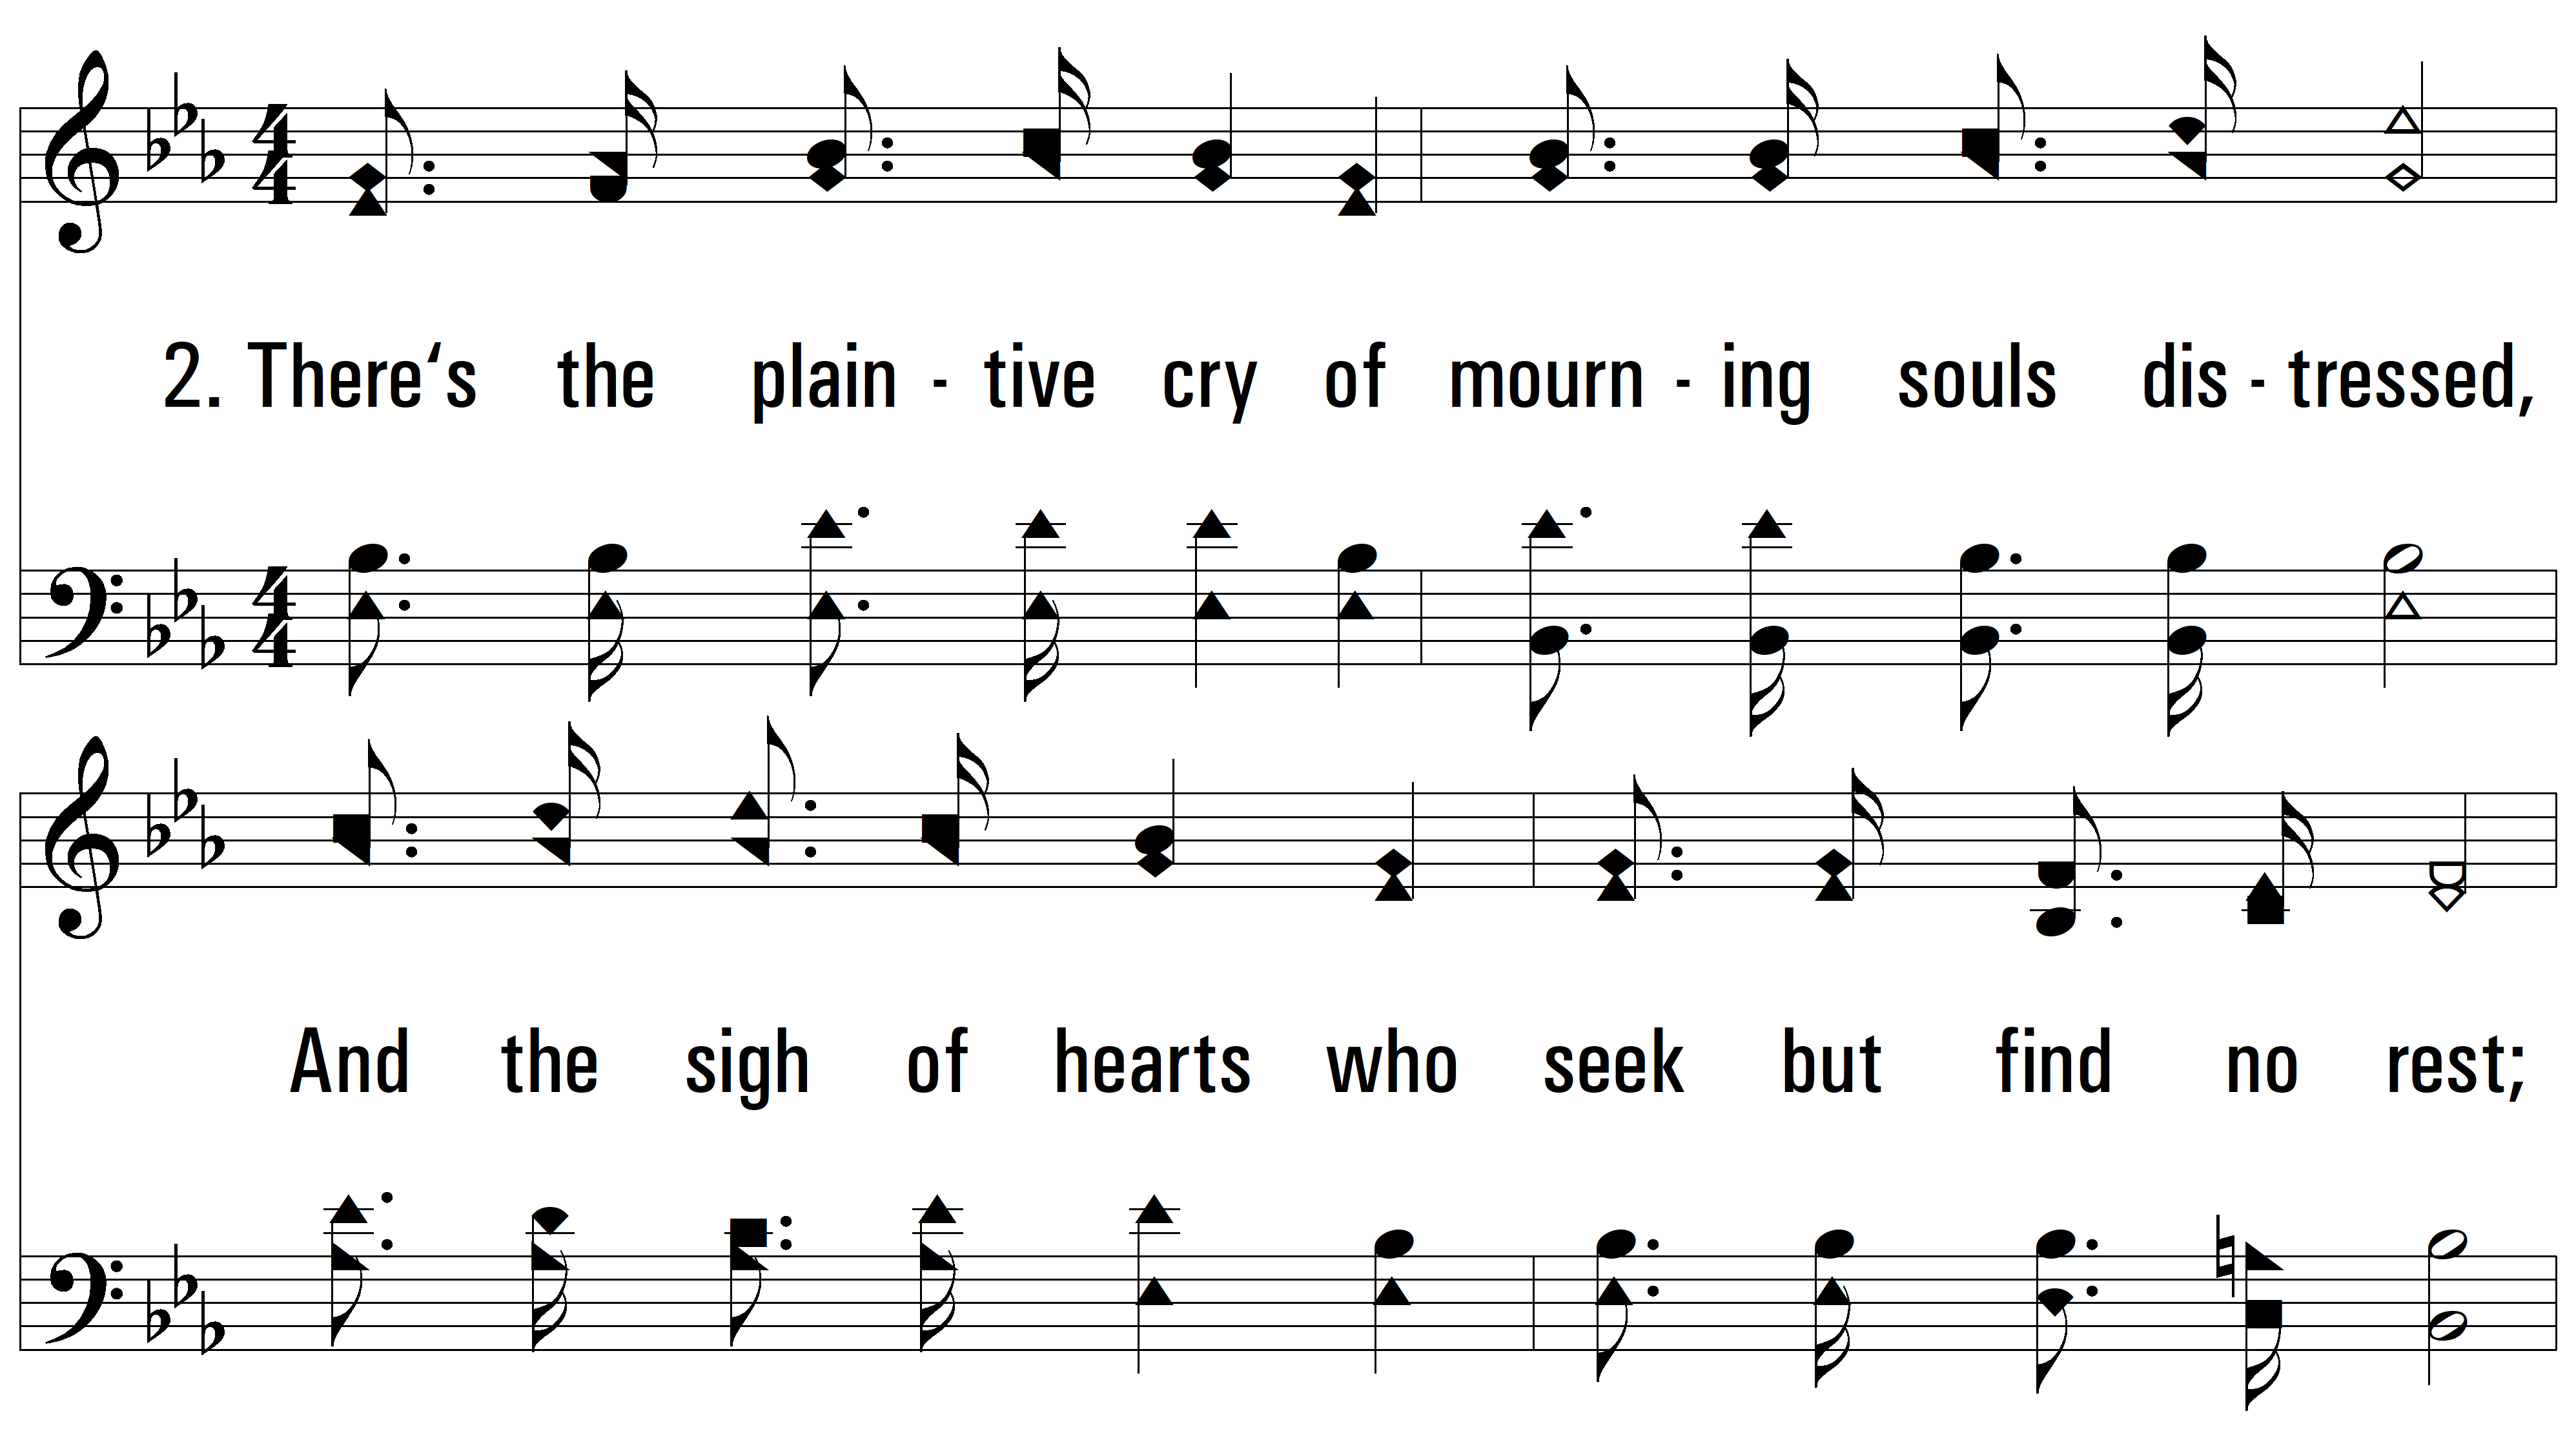 2. There‘s the plain - tive cry of mourn - ing souls dis - tressed,
And the sigh of hearts who seek but find no rest;